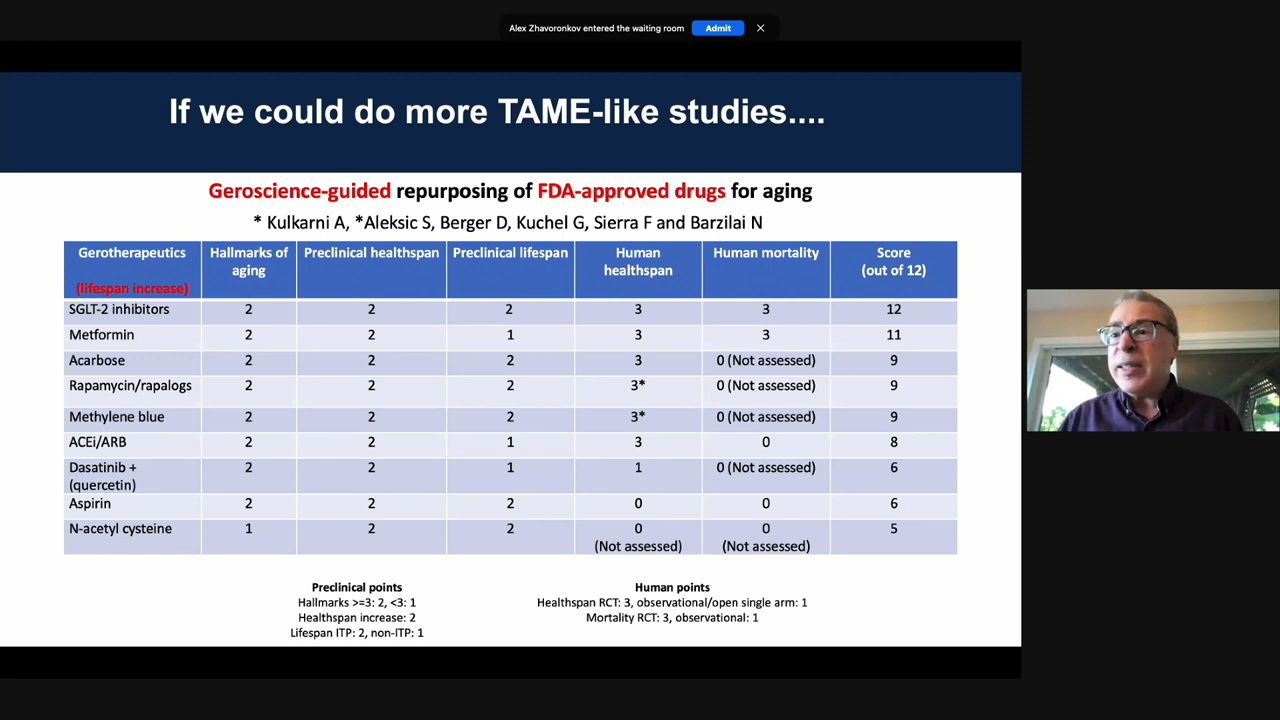 Alex Zhavoronkov entered the waiting room
Admit
If we could do more TAME-like studies....
Geroscience-guided repurposing of FDA-approved drugs for aging
* Kulkarni A, *Aleksic S, Berger D, Kuchel G, Sierra F and Barzilai N
Gerotherapeutics Hallmarks of Preclinical healthspan Preclinical lifespan Human Human mortality Score
aging healthspan (out of 12)
(lifespan increase)
SGLT-2 inhibitors 2 2 2 3 3 12
Metformin 2 2 1 3 3 11
Acarbose 2 2 2 3 0 (Not assessed) 9
Rapamycin/rapalogs 2 2 2 3* 0 (Not assessed) 9
Methylene blue 2 2 2 3* 0 (Not assessed) 9
ACEi/ARB 2 2 1 3 0 8
Dasatinib + 2 2 1 1 0 (Not assessed) 6
(quercetin)
Aspirin 2 2 2 0 0 6
N-acetyl cysteine 1 2 2 0 0 5
(Not assessed) (Not assessed)
Preclinical points
Hallmarks >=3: 2, <3: 1
Healthspan increase: 2
Lifespan ITP: 2, non-ITP: 1
Human points
Healthspan RCT: 3, observational/open single arm: 1
Mortality RCT: 3, observational: 1